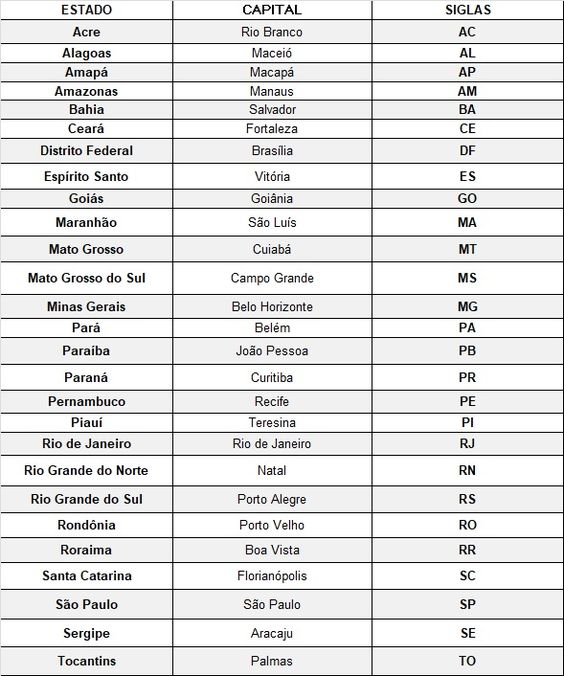 ESTADO CAPITAL SIGLAS
Acre Rio Branco AC
Alagoas Maceió AL
Amapá Macapá AP
Amazonas Manaus AM
Bahia Salvador BA
Ceará Fortaleza CE
Distrito Federal Brasília DF
Espírito Santo Vitória ES
Goiás Goiânia GO
Maranhão São Luís MA
Mato Grosso Cuiabá MT
Mato Grosso do Sul Campo Grande MS
Minas Gerais Belo Horizonte MG
Pará Belém PA
Paraíba João Pessoa PB
Paraná Curitiba PR
Pernambuco Recife PE
Piauí Teresina PI
Rio de Janeiro Rio de Janeiro RJ
Rio Grande do Norte Natal RN
Rio Grande do Sul Porto Alegre RS
Rondônia Porto Velho RO
Roraima Boa Vista RR
Santa Catarina Florianópolis SC
São Paulo São Paulo SP
Sergipe Aracaju SE
Tocantins Palmas TO